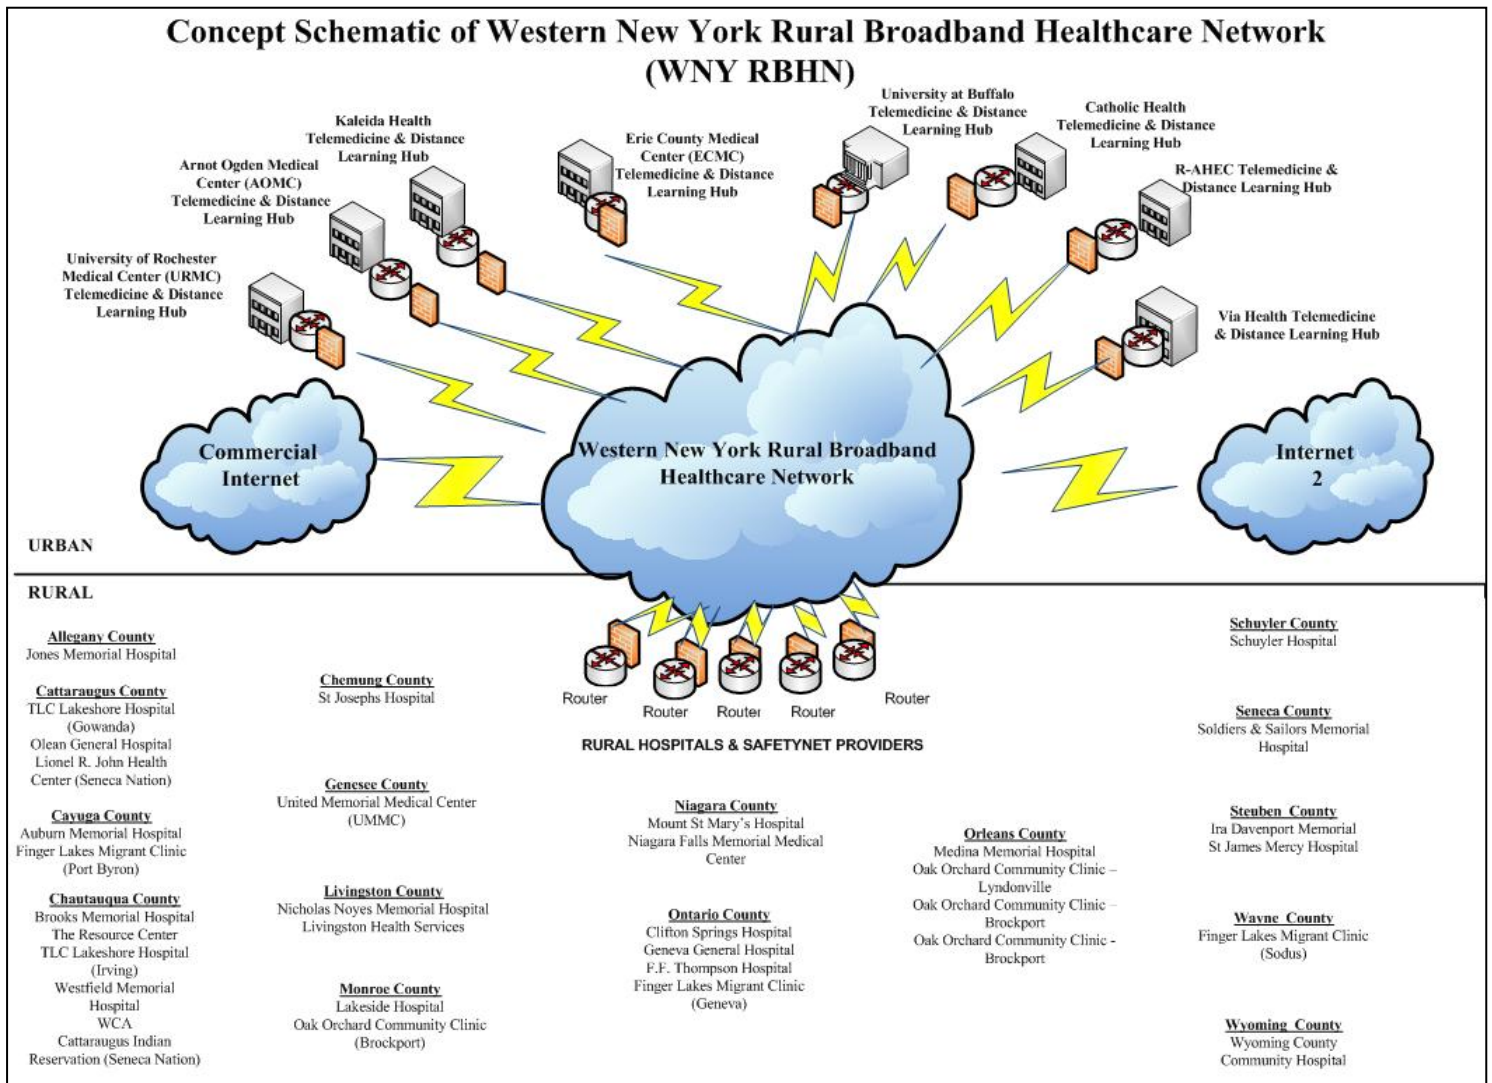 Concept Schematic of Western New York Rural Broadband Healthcare Network
(WNY RBHN)
University of Rochester
Medical Center (URMC)
Telemedicine & Distance
Learning Hub
Arnot Ogden Medical
Center (AOMC)
Telemedicine & Distance
Learning Hub
Kaleida Health
Telemedicine & Distance
Learning Hub
Erie County Medical
Center (ECMC)
Telemedicine & Distance
Learning Hub
University at Buffalo
Telemedicine & Distance
Learning Hub
Catholic Health
Telemedicine & Distance
Learning Hub
R-AHEC Telemedicine &
Distance Learning Hub
Via Health Telemedicine
& Distance Learning Hub
Commercial
Internet
Western New York Rural Broadband
Healthcare Network
Internet
2
URBAN
RURAL
Allegany County
Jones Memorial Hospital
Cattaraugus County
TLC Lakeshore Hospital
(Gowanda)
Olean General Hospital
Lionel R. John Health
Center (Seneca Nation)
Cayuga County
Auburn Memorial Hospital
Finger Lakes Migrant Clinic
(Port Byron)
Chautauqua County
Brooks Memorial Hospital
The Resource Center
TLC Lakeshore Hospital
(Irving)
Westfield Memorial
Hospital
WCA
Cattaraugus Indian
Reservation (Seneca Nation)
Chemung County
St Josephs Hospital
Genesee County
United Memorial Medical Center
(UMMC)
Livingston County
Nicholas Noyes Memorial Hospital
Livingston Health Services
Monroe County
Lakeside Hospital
Oak Orchard Community Clinic
(Brockport)
Router
Router
Router
Router
Router
RURAL HOSPITALS & SAFETYNET PROVIDERS
Niagara County
Mount St Mary's Hospital
Niagara Falls Memorial Medical
Center
Ontario County
Clifton Springs Hospital
Geneva General Hospital
F.F. Thompson Hospital
Finger Lakes Migrant Clinic
(Geneva)
Orleans County
Medina Memorial Hospital
Oak Orchard Community Clinic –
Lyndonville
Oak Orchard Community Clinic –
Brockport
Oak Orchard Community Clinic -
Brockport
Schuyler County
Schuyler Hospital
Seneca County
Soldiers & Sailors Memorial
Hospital
Steuben County
Ira Davenport Memorial
St James Mercy Hospital
Wayne County
Finger Lakes Migrant Clinic
(Sodus)
Wyoming County
Wyoming County
Community Hospital